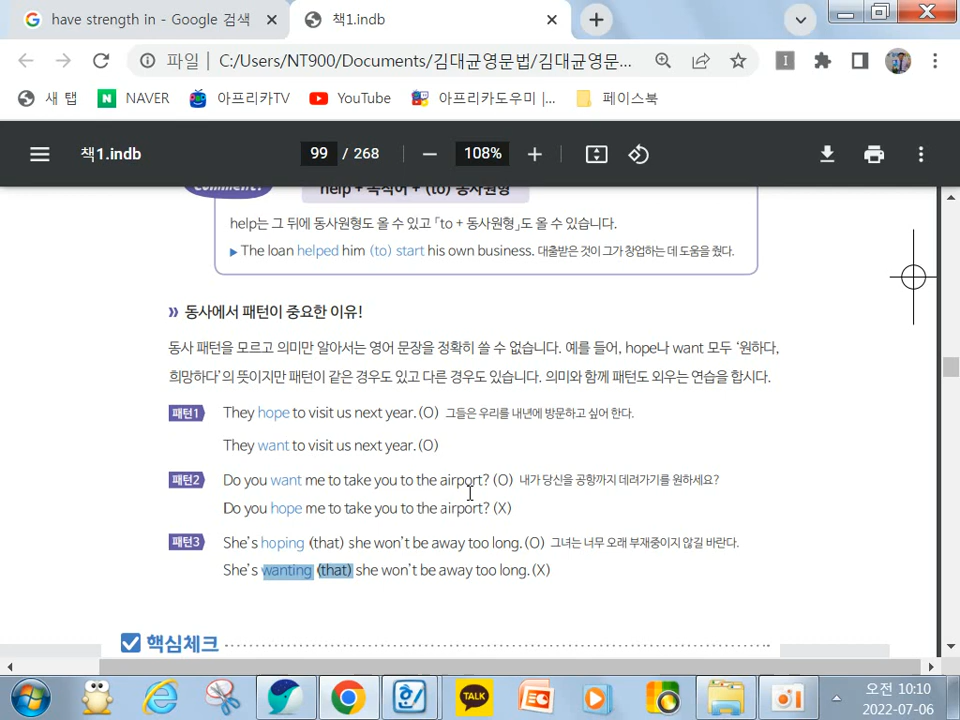 have strength in - Google 검색
책1.indb
파일 | C:/Users/NT900/Documents/김대균영문법/김대균영문...
새 탭
NAVER
아프리카TV
YouTube
아프리카도우미 |...
페이스북
책1.indb
99 / 268
108%
Comment!
help + 목적어 + (to) 동사원형
help는 그 뒤에 동사원형도 올 수 있고 「to + 동사원형」도 올 수 있습니다.
▶ The loan helped him (to) start his own business. 대출받은 것이 그가 창업하는 데 도움을 줬다.
» 동사에서 패턴이 중요한 이유!
동사 패턴을 모르고 의미만 알아서는 영어 문장을 정확히 쓸 수 없습니다. 예를 들어, hope나 want 모두 ‘원하다,
희망하다’의 뜻이지만 패턴이 같은 경우도 있고 다른 경우도 있습니다. 의미와 함께 패턴도 외우는 연습을 합시다.
패턴1 They hope to visit us next year. (O) 그들은 우리를 내년에 방문하고 싶어 한다.
They want to visit us next year. (O)
패턴2 Do you want me to take you to the airport? (O) 내가 당신을 공항까지 데려가기를 원하세요?
Do you hope me to take you to the airport? (X)
패턴3 She’s hoping (that) she won’t be away too long. (O) 그녀는 너무 오래 부재중이지 않길 바란다.
She’s wanting (that) she won’t be away too long. (X)
핵심체크
TALK
오전 10:10
2022-07-06